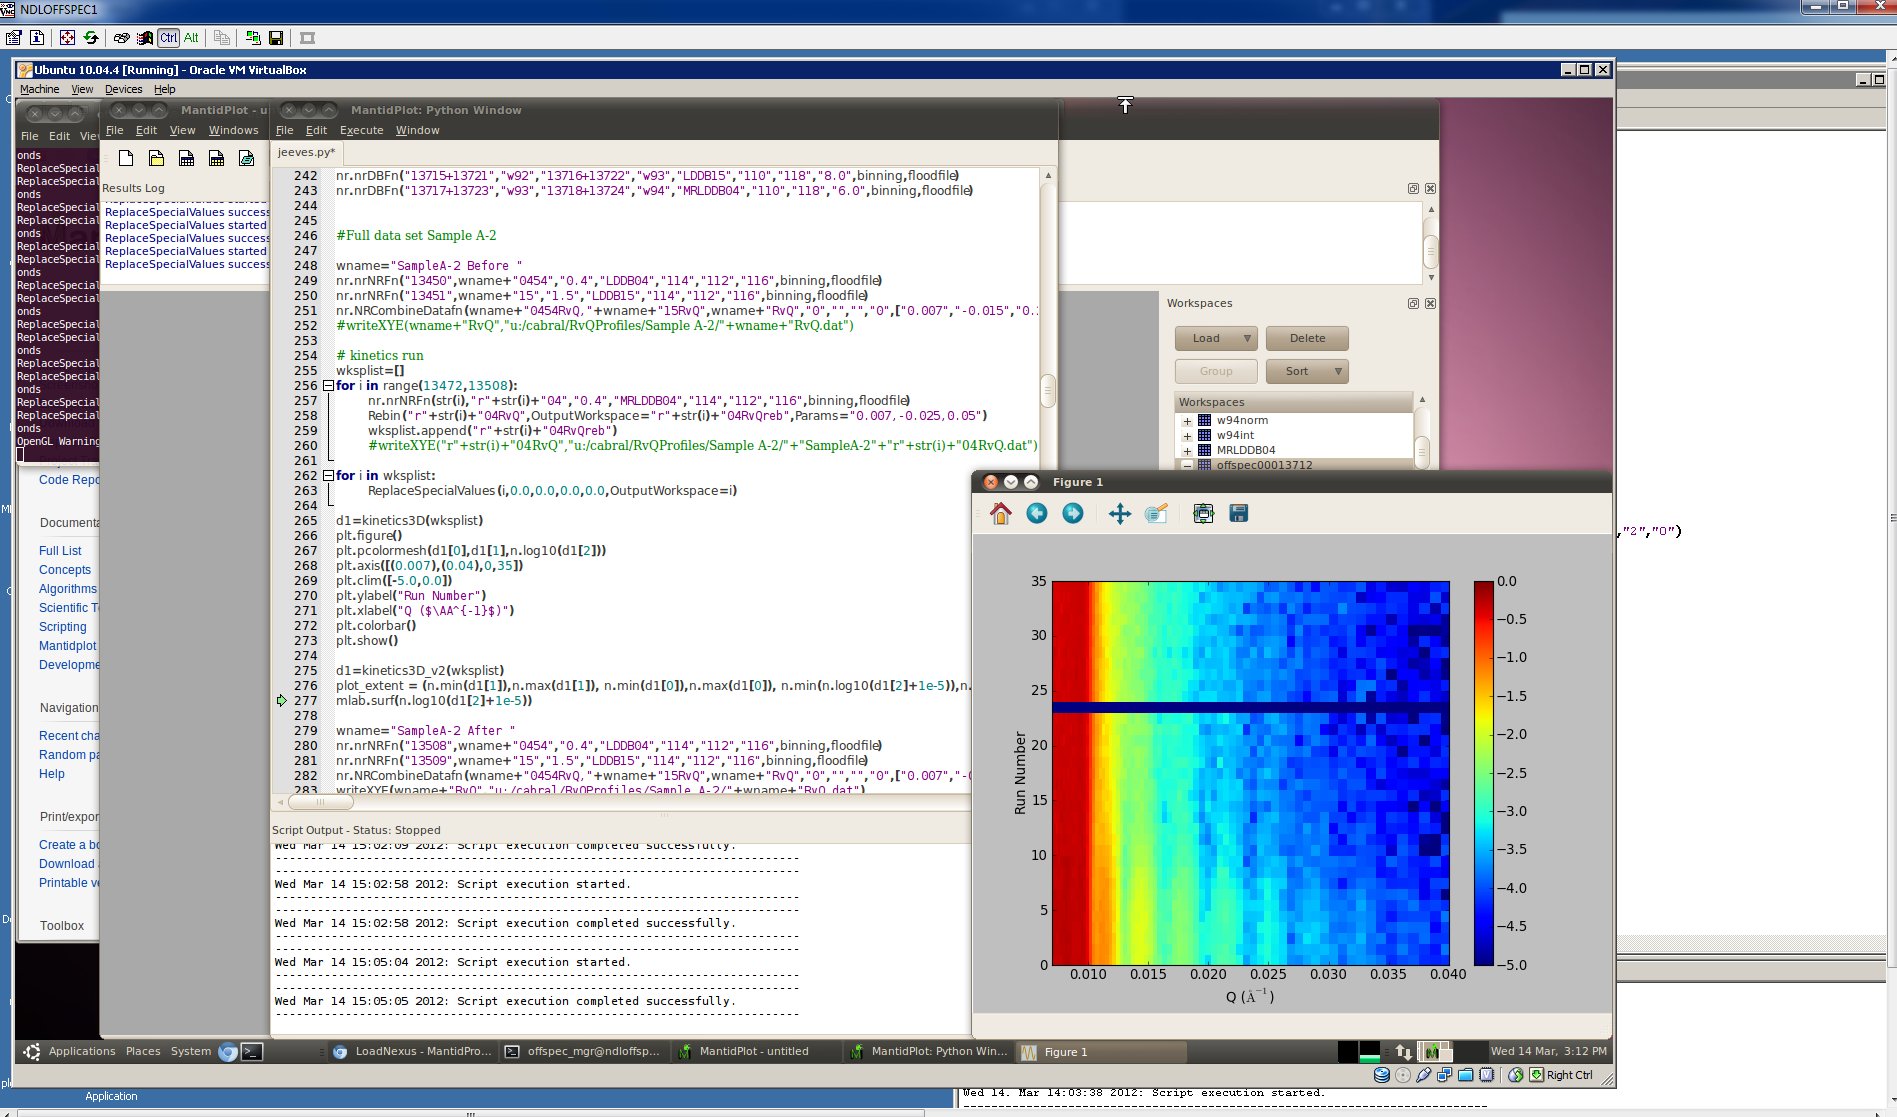 NDLOFFSPEC1
Ctrl Alt
Ubuntu 10.04.4 [Running] - Oracle VM VirtualBox
Machine View Devices Help
MantidPlot - u
MantidPlot: Python Window
File Edit View
File Edit View Windows
File Edit Execute Window
jeeves.py*
Results Log
onds
ReplaceSpecial
ReplaceSpecial
onds
ReplaceSpecial
ReplaceSpecial
onds
ReplaceSpecial
ReplaceSpecial
onds
ReplaceSpecial
ReplaceSpecial
onds
ReplaceSpecial
ReplaceSpecial
onds
ReplaceSpecial
ReplaceSpecial
onds
ReplaceSpecial
ReplaceSpecial
onds
OpenGL Warning
ReplaceSpecialValues success
ReplaceSpecialValues started
ReplaceSpecialValues success
ReplaceSpecialValues started
ReplaceSpecialValues success
242 nr.nrDBFn("13715+13721","w92","13716+13722","w93","LDDB15","110","118","8.0",binning,floodfile)
243 nr.nrDBFn("13717+13723","w93","13718+13724","w94","MRLDDB04","110","118","6.0",binning,floodfile)
244
245
246 #Full data set Sample A-2
247
248 wname="SampleA-2 Before "
249 nr.nrNRFn("13450",wname+"0454","0.4","LDDB04","114","112","116",binning,floodfile)
250 nr.nrNRFn("13451",wname+"15","1.5","LDDB15","114","112","116",binning,floodfile)
251 nr.NRCombineDatafn(wname+"0454RvQ,"+wname+"15RvQ",wname+"RvQ","0","","","0",["0.007","-0.015","0.
252 #writeXYE(wname+"RvQ","u:/cabral/RvQProfiles/Sample A-2/"+wname+"RvQ.dat")
253
254 # kinetics run
255 wksplist=[]
256 for i in range(13472,13508):
257 nr.nrNRFn(str(i),"r"+str(i)+"04","0.4","MRLDDB04","114","112","116",binning,floodfile)
258 Rebin("r"+str(i)+"04RvQ",OutputWorkspace="r"+str(i)+"04RvQreb",Params="0.007,-0.025,0.05")
259 wksplist.append("r"+str(i)+"04RvQreb")
260 #writeXYE("r"+str(i)+"04RvQ","u:/cabral/RvQProfiles/Sample A-2/"+"SampleA-2"+"r"+str(i)+"04RvQ.dat")
261
262 for i in wksplist:
263 ReplaceSpecialValues(i,0.0,0.0,0.0,0.0,OutputWorkspace=i)
264
265 d1=kinetics3D(wksplist)
266 plt.figure()
267 plt.pcolormesh(d1[0],d1[1],n.log10(d1[2]))
268 plt.axis([(0.007),(0.04),0,35])
269 plt.clim([-5.0,0.0])
270 plt.ylabel("Run Number")
271 plt.xlabel("Q ($\AA^{-1}$)")
272 plt.colorbar()
273 plt.show()
274
275 d1=kinetics3D_v2(wksplist)
276 plot_extent = (n.min(d1[1]),n.max(d1[1]), n.min(d1[0]),n.max(d1[0]), n.min(n.log10(d1[2]+1e-5)),n.
277 mlab.surf(n.log10(d1[2]+1e-5))
278
279 wname="SampleA-2 After "
280 nr.nrNRFn("13508",wname+"0454","0.4","LDDB04","114","112","116",binning,floodfile)
281 nr.nrNRFn("13509",wname+"15","1.5","LDDB15","114","112","116",binning,floodfile)
282 nr.NRCombineDatafn(wname+"0454RvQ,"+wname+"15RvQ",wname+"RvQ","0","","","0",["0.007","-0
283 writeXYE(wname+"RvQ","u:/cabral/RvQProfiles/Sample A-2/"+wname+"RvQ.dat")
Script Output - Status: Stopped
Wed Mar 14 15:02:09 2012: Script execution completed successfully.
Wed Mar 14 15:02:58 2012: Script execution started.
Wed Mar 14 15:02:58 2012: Script execution completed successfully.
Wed Mar 14 15:05:04 2012: Script execution started.
Wed Mar 14 15:05:05 2012: Script execution completed successfully.
Code Repo
Documenta
Full List
Concepts
Algorithms
Scientific T
Scripting
Mantidplot
Developme
Navigation
Recent cha
Random pa
Help
Print/expor
Create a bo
Download a
Printable ve
Toolbox
Workspaces
Load
Delete
Group
Sort
Workspaces
w94norm
w94int
MRLDDB04
offspec00013712
Figure 1
35
30
25
20
15
10
5
0
Run Number
0.010 0.015 0.020 0.025 0.030 0.035 0.040
Q (Å⁻¹)
0.0
−0.5
−1.0
−1.5
−2.0
−2.5
−3.0
−3.5
−4.0
−4.5
−5.0
,"2","0")
Applications Places System
LoadNexus - MantidPro...
offspec_mgr@ndloffsp...
MantidPlot - untitled
MantidPlot: Python Win...
Figure 1
Wed 14 Mar, 3:12 PM
Right Ctrl
Application
Wed 14. Mar 14:03:38 2012: Script execution started.